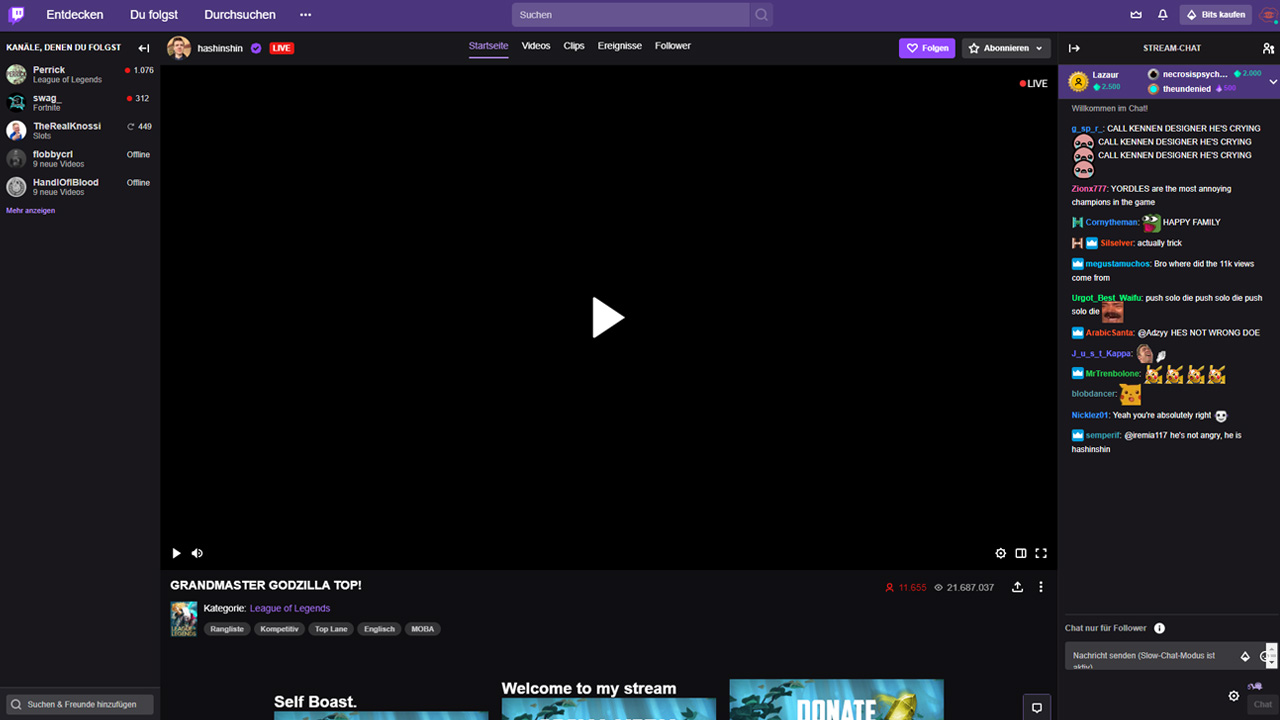 Entdecken Du folgst Durchsuchen
Suchen
Bits kaufen
KANÄLE, DENEN DU FOLGST
Perrick 1.076
League of Legends
swag_ 312
Fortnite
TheRealKnossi 449
Slots
flobbycrl Offline
9 neue Videos
HandIOfIBlood Offline
9 neue Videos
Mehr anzeigen
Suchen & Freunde hinzufügen
hashinshin LIVE
Startseite Videos Clips Ereignisse Follower
Folgen Abonnieren
LIVE
GRANDMASTER GODZILLA TOP!
11.655 21.687.037
Kategorie: League of Legends
Rangliste Kompetitiv Top Lane Englisch MOBA
LEAGUE OF
LEGENDS
Self Boast.
Welcome to my stream
DONATE
STREAM-CHAT
Lazaur
2.500
necrosispsych... 2.000
theundenied 500
Willkommen im Chat!
g_sp_r_: CALL KENNEN DESIGNER HE'S CRYING
CALL KENNEN DESIGNER HE'S CRYING
CALL KENNEN DESIGNER HE'S CRYING
Zionx777: YORDLES are the most annoying
champions in the game
Cornytheman: HAPPY FAMILY
Silselver: actually trick
megustamuchos: Bro where did the 11k views
come from
Urgot_Best_Waifu: push solo die push solo die push
solo die
ArabicSanta: @Adzyy HES NOT WRONG DOE
J_u_s_t_Kappa:
MrTrenbolone:
blobdancer:
Nicklez01: Yeah you're absolutely right
semperif: @iremia117 he's not angry, he is
hashinshin
Chat nur für Follower
Nachricht senden (Slow-Chat-Modus ist
aktiv)
Chat